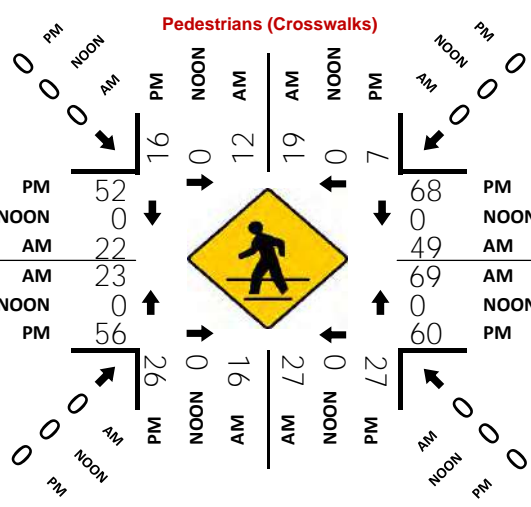 Pedestrians (Crosswalks)
PM NOON AM
0 0 0
PM NOON AM AM NOON PM
16 0 12 19 0 7
PM NOON AM
0 0 0
PM 52
NOON 0
AM 22
AM 23
NOON 0
PM 56
68 PM
0 NOON
49 AM
69 AM
0 NOON
60 PM
26 0 16 27 0 27
PM NOON AM AM NOON PM
0 0 0
AM NOON PM
0 0 0
AM NOON PM